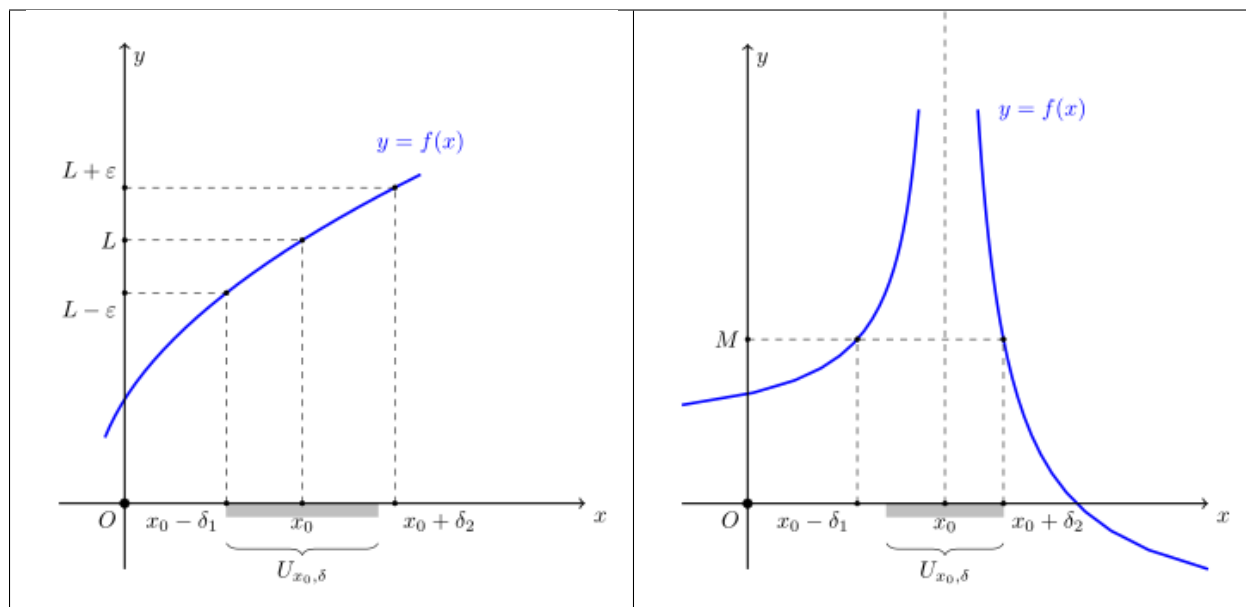 y
y = f(x)
L + ε
L
L − ε
O
x₀ − δ₁
x₀
x₀ + δ₂
x
U_{x₀,δ}
y
y = f(x)
M
O
x₀ − δ₁
x₀
x₀ + δ₂
x
U_{x₀,δ}